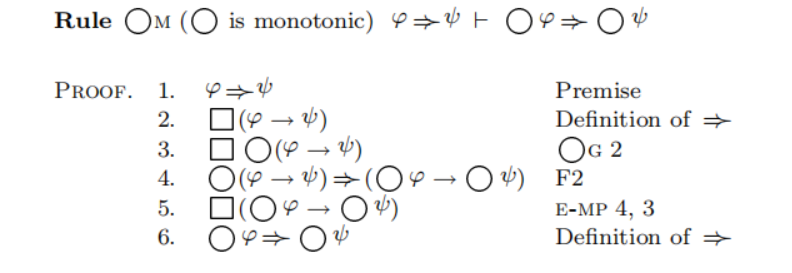 Rule ◯M (◯ is monotonic) φ ⇒ ψ ⊢ ◯φ ⇒ ◯ψ
PROOF. 1. φ ⇒ ψ Premise
2. □(φ → ψ) Definition of ⇒
3. □ ◯(φ → ψ) ◯G 2
4. ◯(φ → ψ) ⇒ (◯φ → ◯ψ) F2
5. □(◯φ → ◯ψ) E-MP 4, 3
6. ◯φ ⇒ ◯ψ Definition of ⇒